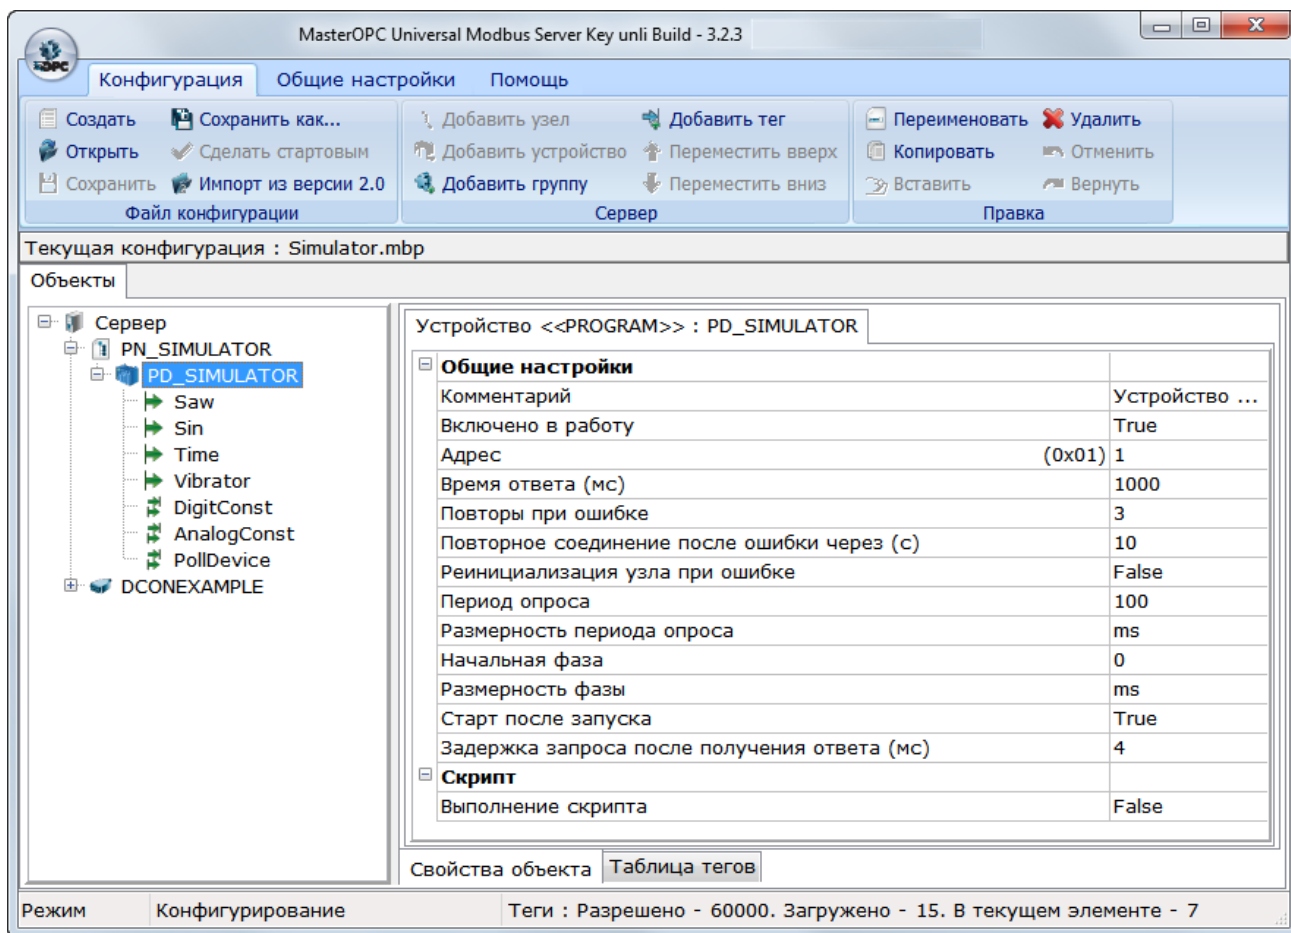 MasterOPC Universal Modbus Server Key unli Build - 3.2.3
OPC
Конфигурация Общие настройки Помощь
Создать Сохранить как... Добавить узел Добавить тег Переименовать Удалить
Открыть Сделать стартовым Добавить устройство Переместить вверх Копировать Отменить
Сохранить Импорт из версии 2.0 Добавить группу Переместить вниз Вставить Вернуть
Файл конфигурации Сервер Правка
Текущая конфигурация : Simulator.mbp
Объекты
Сервер
PN_SIMULATOR
PD_SIMULATOR
Saw
Sin
Time
Vibrator
DigitConst
AnalogConst
PollDevice
DCONEXAMPLE
Устройство <<PROGRAM>> : PD_SIMULATOR
Общие настройки
Комментарий Устройство ...
Включено в работу True
Адрес (0x01) 1
Время ответа (мс) 1000
Повторы при ошибке 3
Повторное соединение после ошибки через (с) 10
Реинициализация узла при ошибке False
Период опроса 100
Размерность периода опроса ms
Начальная фаза 0
Размерность фазы ms
Старт после запуска True
Задержка запроса после получения ответа (мс) 4
Скрипт
Выполнение скрипта False
Свойства объекта Таблица тегов
Режим Конфигурирование Теги : Разрешено - 60000. Загружено - 15. В текущем элементе - 7